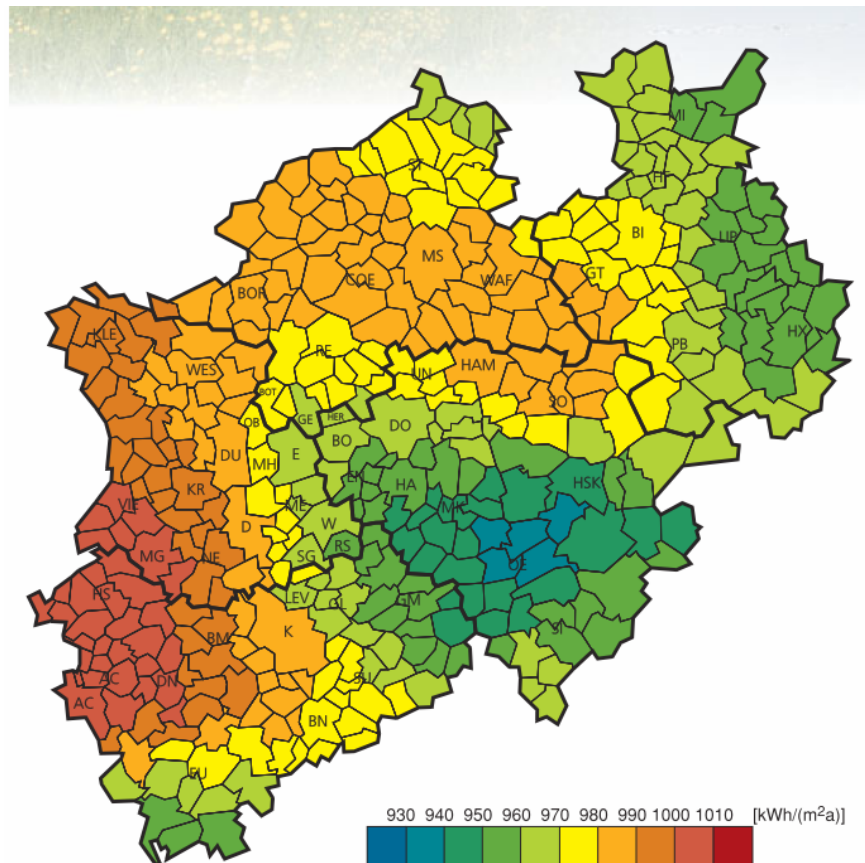 MI
ST
HF
BI
LIP
MS
COE
WAF
GT
BOR
KLE
HX
PB
RE
WES
UN
HAM
SO
BOT
OB
GE
HER
DO
BO
DU
MH
E
EN
HA
HSK
KR
VIE
ME
MK
D
W
MG
NE
SG
RS
OE
HS
LEV
GL
GM
BM
K
SI
AC
DN
SU
AC
BN
EU
930 940 950 960 970 980 990 1000 1010 [kWh/(m²a)]